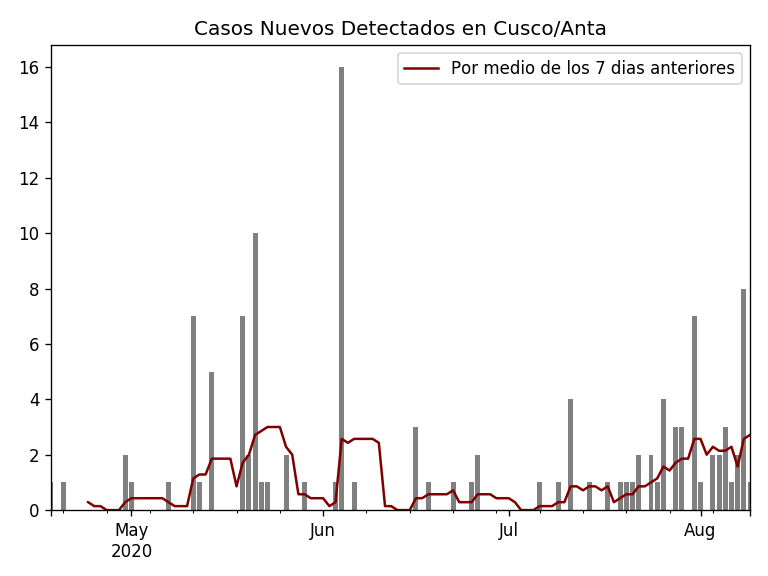 Casos Nuevos Detectados en Cusco/Anta
Por medio de los 7 dias anteriores
16
14
12
10
8
6
4
2
0
May
2020
Jun
Jul
Aug